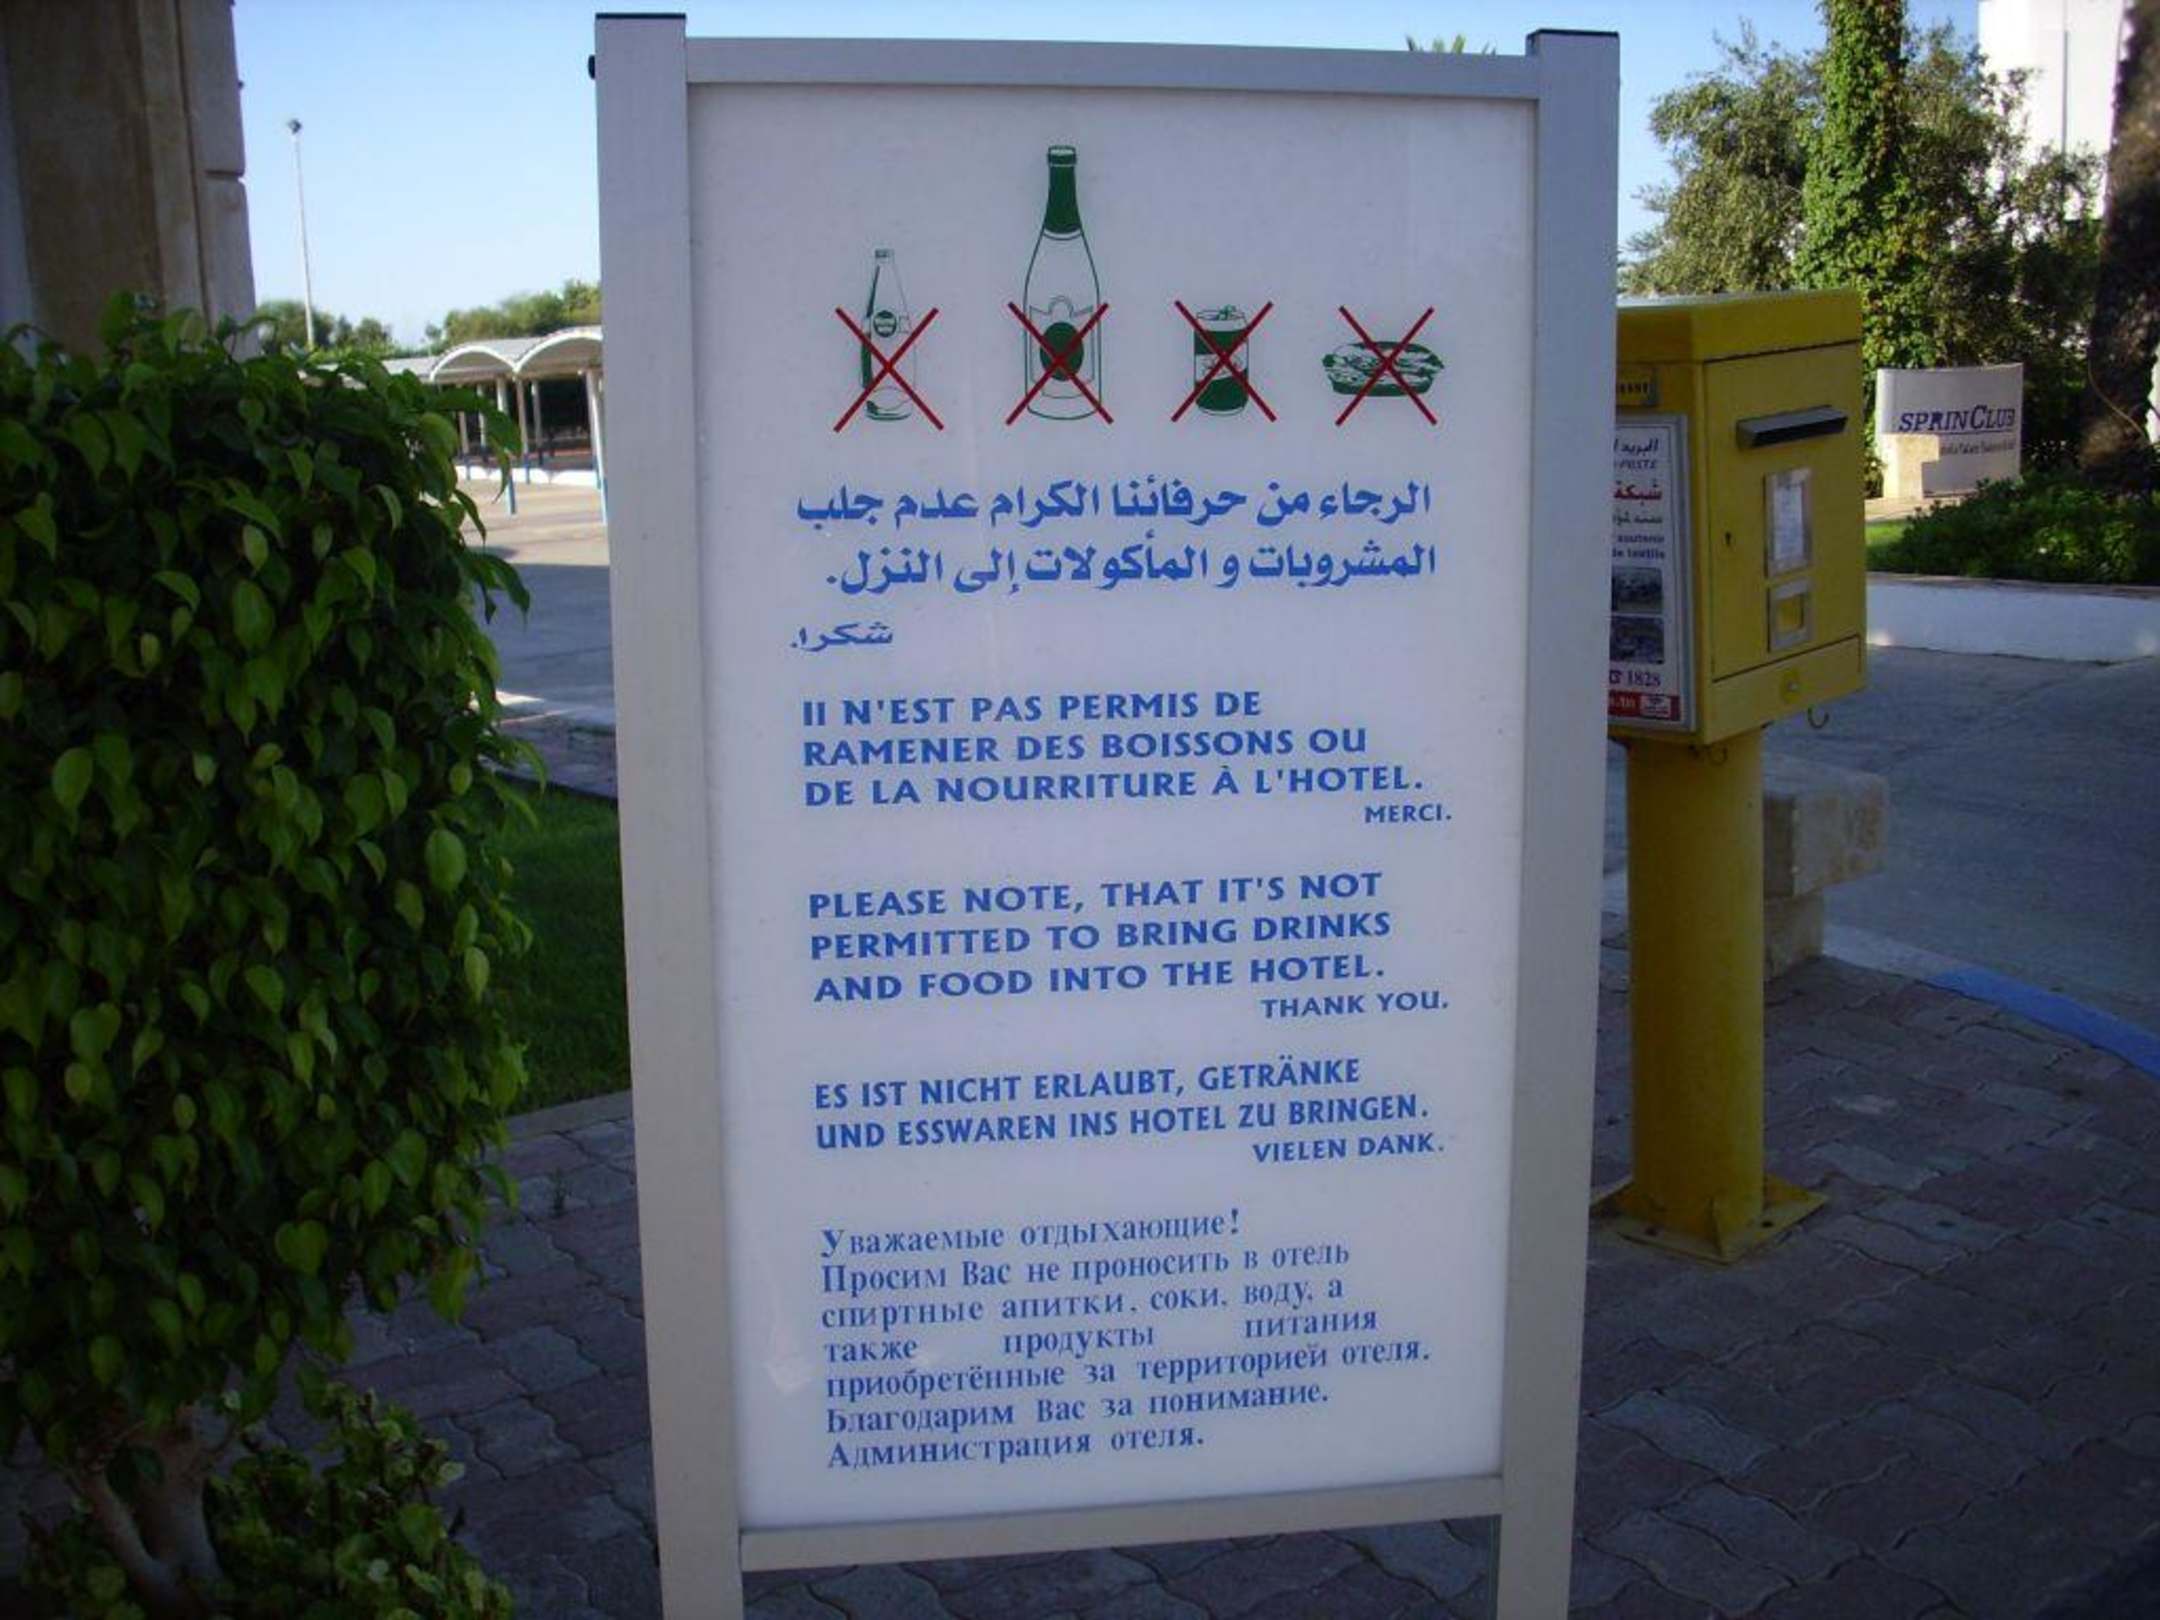 الرجاء من حرفائنا الكرام عدم جلب
المشروبات و المأكولات إلى النزل.
شكرا.
Il N'EST PAS PERMIS DE
RAMENER DES BOISSONS OU
DE LA NOURRITURE À L'HOTEL.
MERCI.
PLEASE NOTE, THAT IT'S NOT
PERMITTED TO BRING DRINKS
AND FOOD INTO THE HOTEL.
THANK YOU.
ES IST NICHT ERLAUBT, GETRÄNKE
UND ESSWAREN INS HOTEL ZU BRINGEN.
VIELEN DANK.
Уважаемые отдыхающие!
Просим Вас не проносить в отель
спиртные апитки, соки, воду, а
также продукты питания
приобретённые за территорией отеля.
Благодарим Вас за понимание.
Администрация отеля.
البريد
POSTE
شبكة
1828
SPRINCLUB